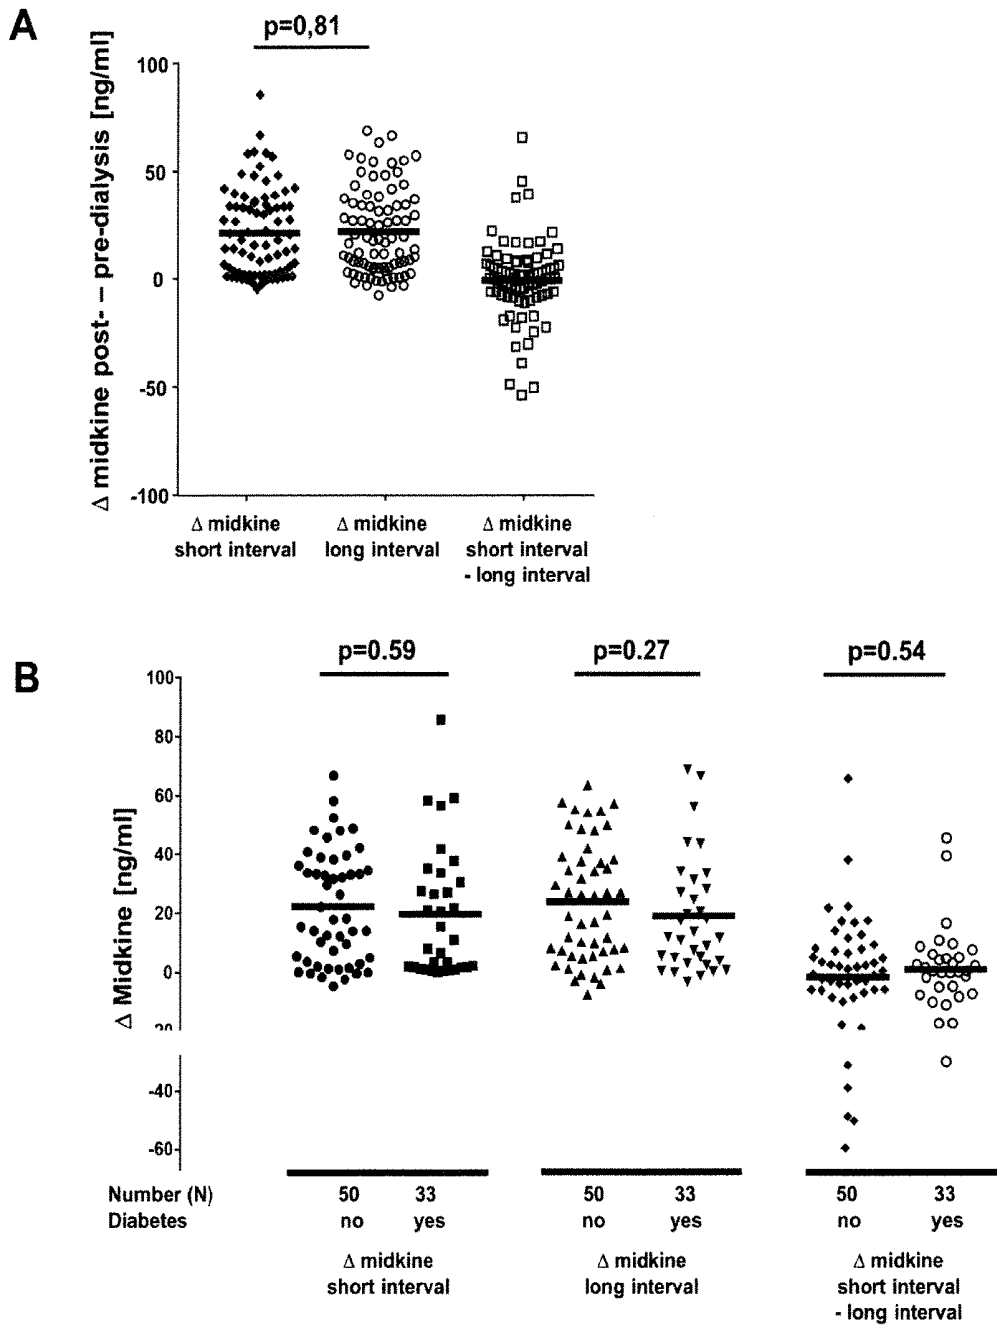 A
p=0,81
Δ midkine post- – pre-dialysis [ng/ml]
100
50
0
-50
-100
Δ midkine
short interval
Δ midkine
long interval
Δ midkine
short interval
- long interval
B
p=0.59
p=0.27
p=0.54
Δ Midkine [ng/ml]
100
80
60
40
20
0
20
-40
-60
Number (N) 50 33 50 33 50 33
Diabetes no yes no yes no yes
Δ midkine
short interval
Δ midkine
long interval
Δ midkine
short interval
- long interval